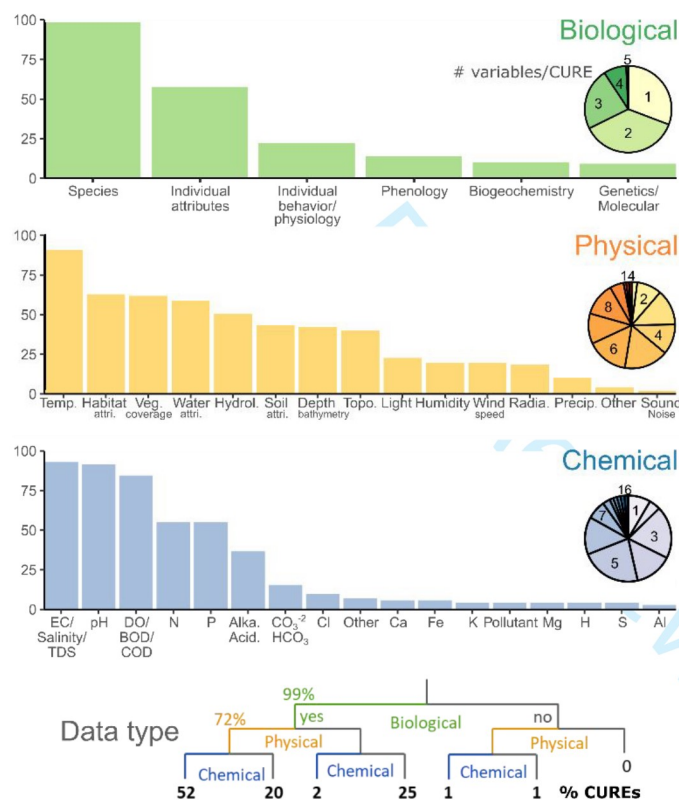 100
75
50
25
0
Biological
# variables/CURE
5
4
1
3
2
Species
Individual attributes
Individual behavior/ physiology
Phenology
Biogeochemistry
Genetics/ Molecular
100
75
50
25
0
Physical
14
2
8
4
6
Temp.
Habitat attri.
Veg. coverage
Water attri.
Hydrol.
Soil attri.
Depth bathymetry
Topo.
Light
Humidity
Wind speed
Radia.
Precip.
Other
Sound Noise
100
75
50
25
0
Chemical
16
1
7
3
5
EC/ Salinity/ TDS
pH
DO/ BOD/ COD
N
P
Alka. Acid.
CO3-2 HCO3
Cl
Other
Ca
Fe
K
Pollutant
Mg
H
S
Al
Data type
99%
yes
Biological
no
72%
Physical
Physical
0
Chemical
Chemical
Chemical
52 20 2 25 1 1 % CUREs